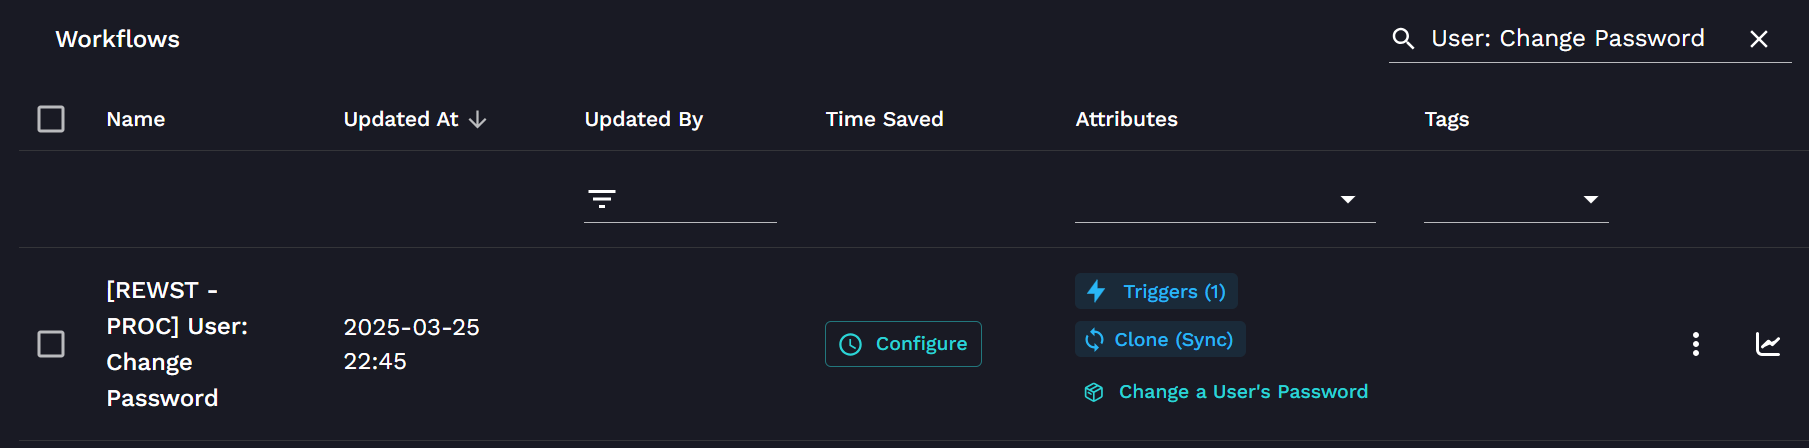 Workflows
User: Change Password
Name
Updated At
Updated By
Time Saved
Attributes
Tags
[REWST -
PROC] User:
Change
Password
2025-03-25
22:45
Configure
Triggers (1)
Clone (Sync)
Change a User's Password